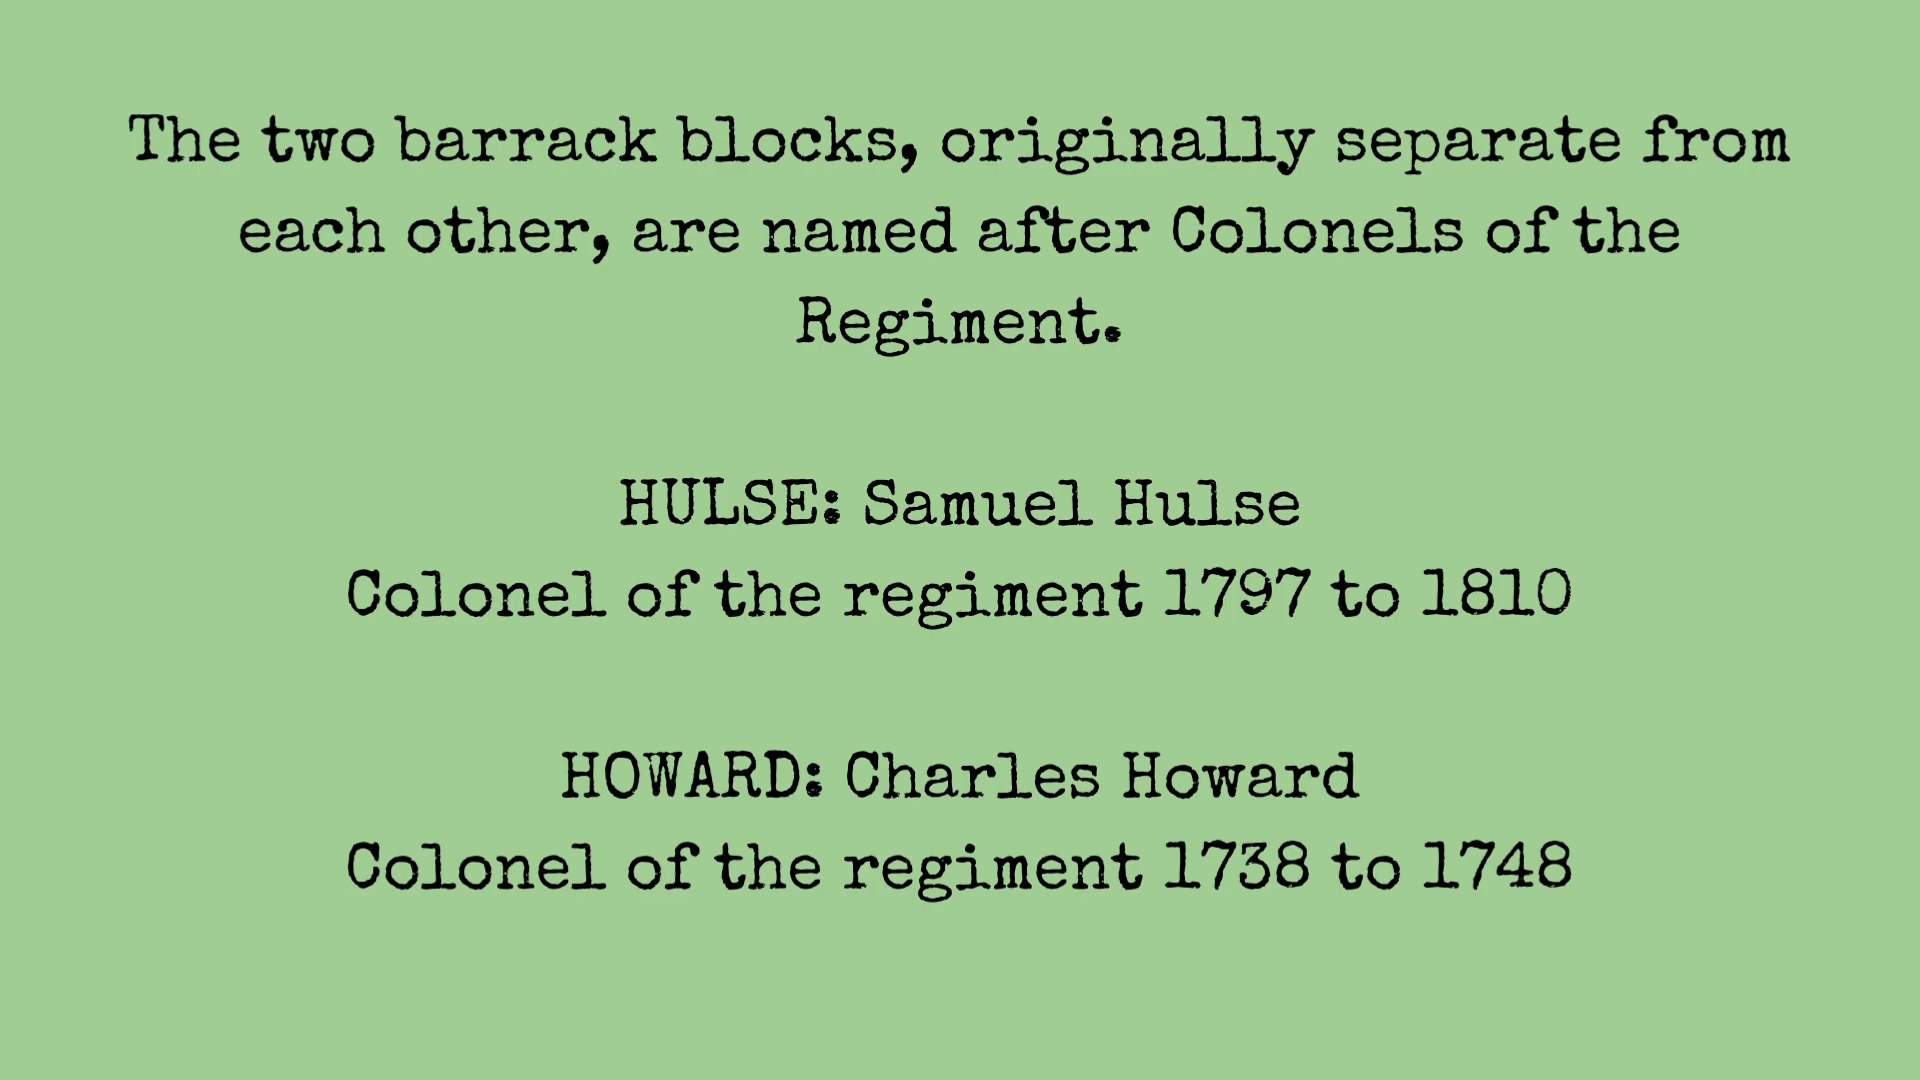 The two barrack blocks, originally separate from
each other, are named after Colonels of the
Regiment.
HULSE: Samuel Hulse
Colonel of the regiment 1797 to 1810
HOWARD: Charles Howard
Colonel of the regiment 1738 to 1748